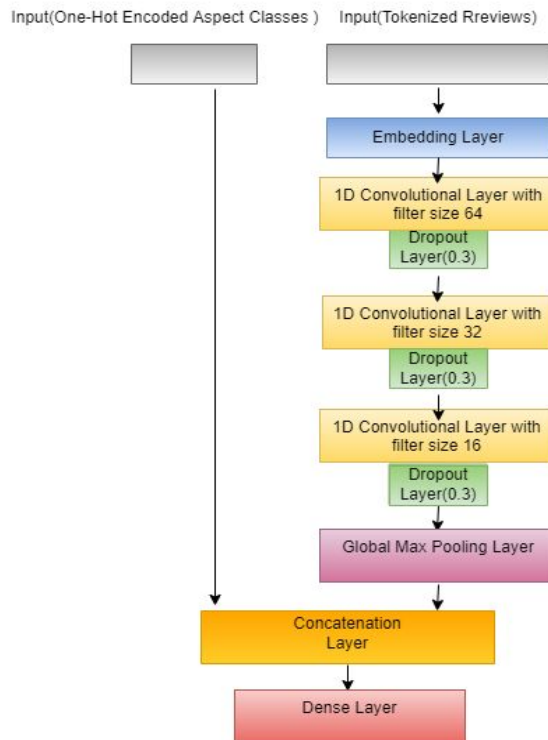 Input(One-Hot Encoded Aspect Classes )
Input(Tokenized Rreviews)
Embedding Layer
1D Convolutional Layer with
filter size 64
Dropout
Layer(0.3)
1D Convolutional Layer with
filter size 32
Dropout
Layer(0.3)
1D Convolutional Layer with
filter size 16
Dropout
Layer(0.3)
Global Max Pooling Layer
Concatenation
Layer
Dense Layer